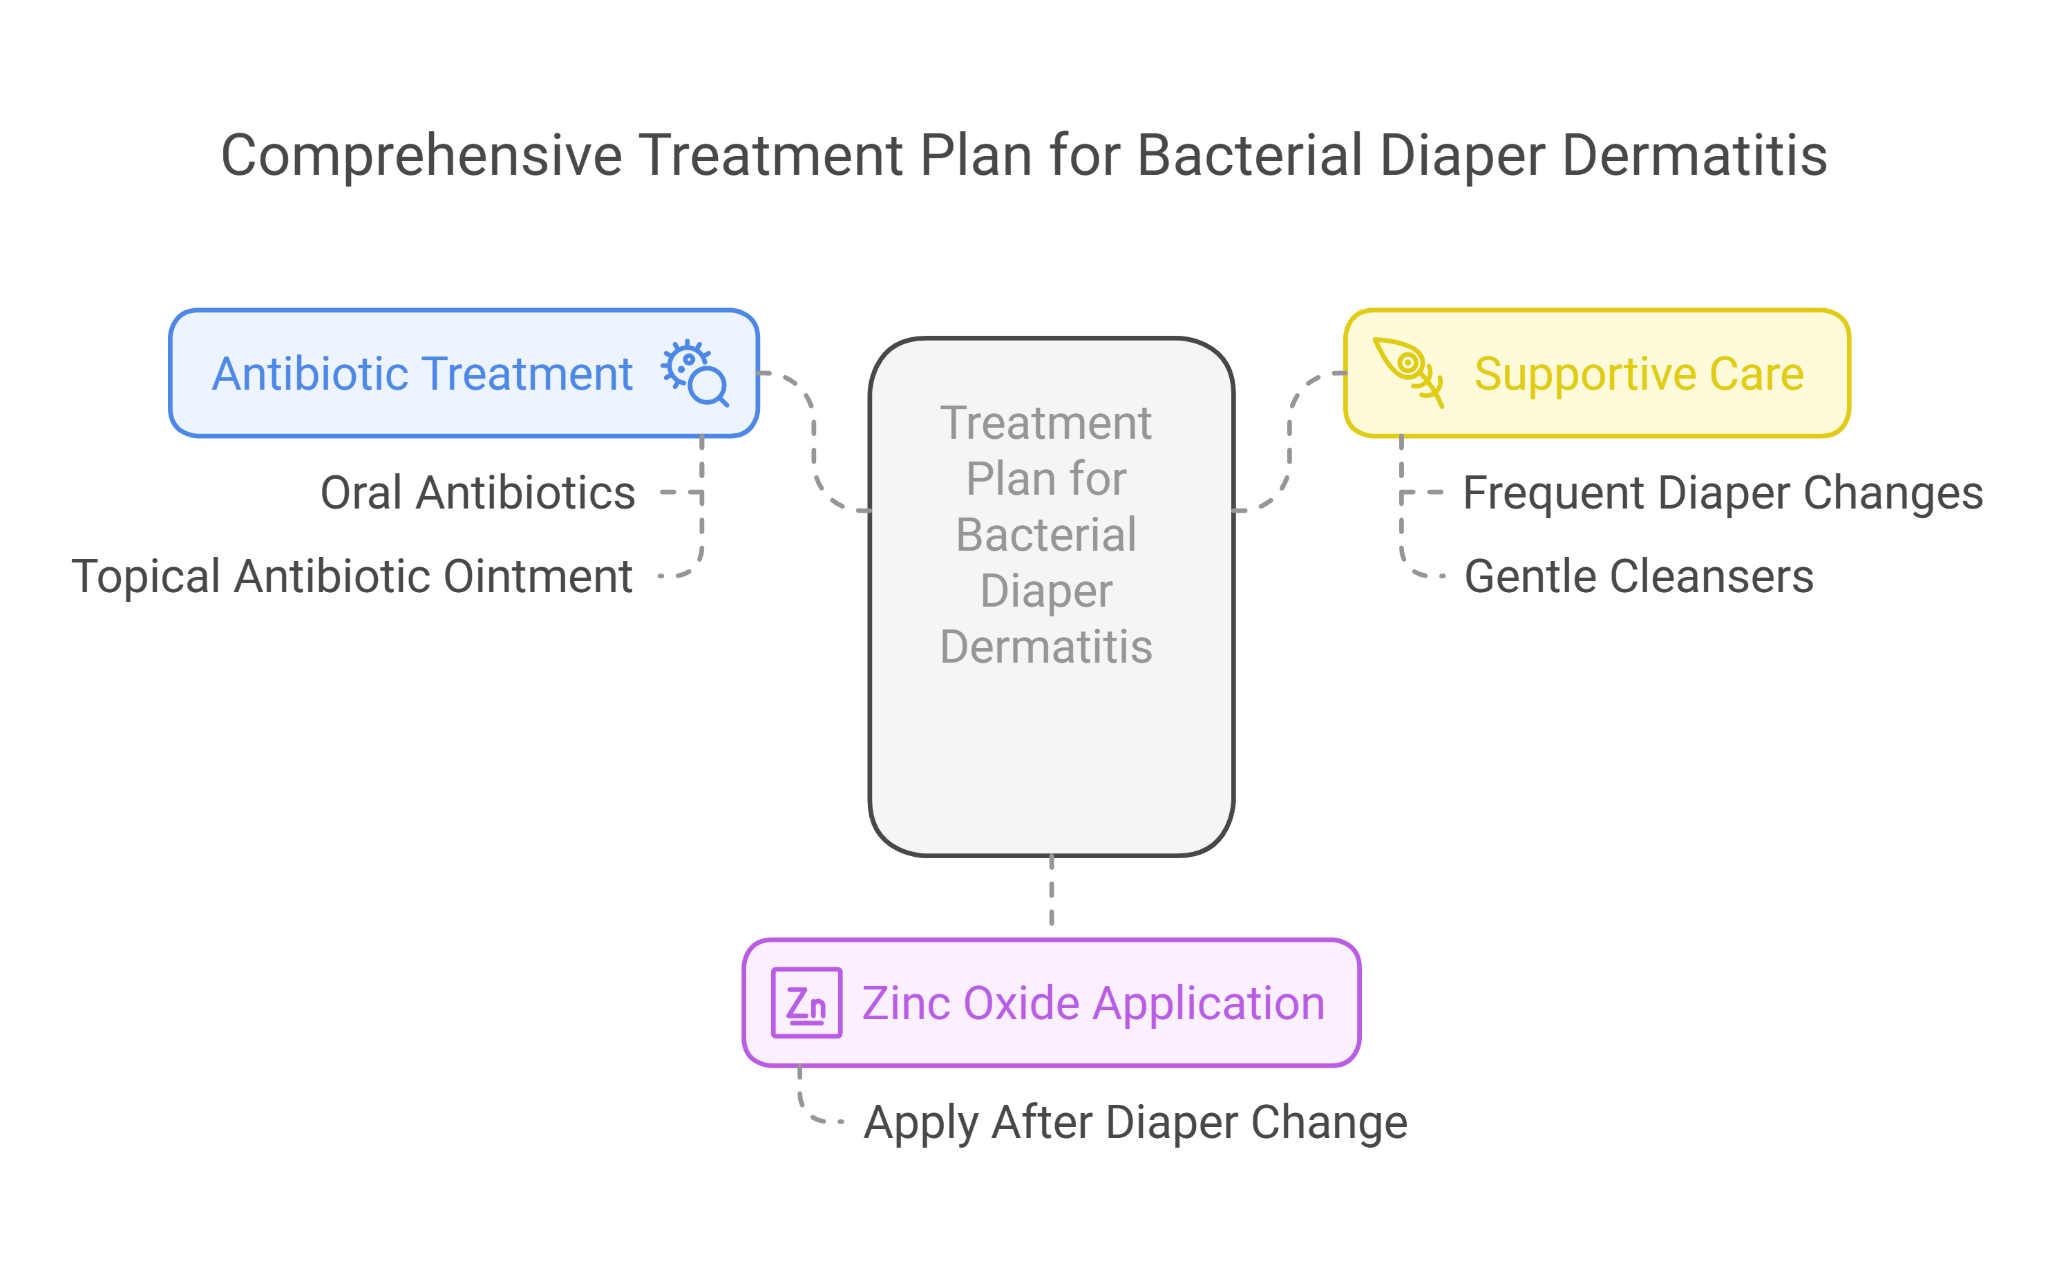 Comprehensive Treatment Plan for Bacterial Diaper Dermatitis
Antibiotic Treatment
Oral Antibiotics
Topical Antibiotic Ointment
Treatment
Plan for
Bacterial
Diaper
Dermatitis
Supportive Care
Frequent Diaper Changes
Gentle Cleansers
Zn
Zinc Oxide Application
Apply After Diaper Change